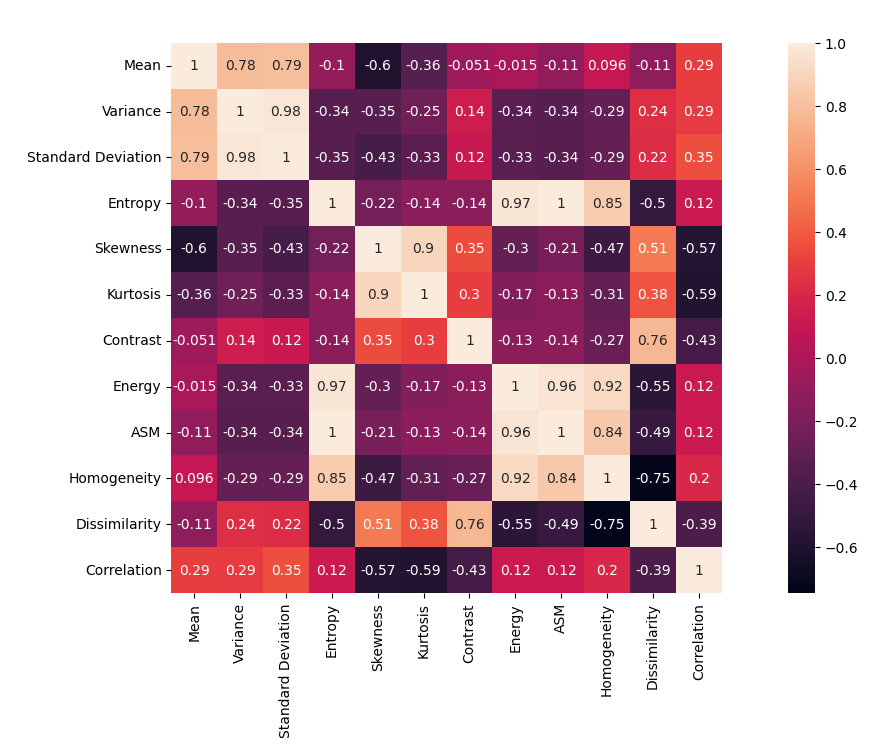 Mean 1 0.78 0.79 -0.1 -0.6 -0.36 -0.051 -0.015 -0.11 0.096 -0.11 0.29
Variance 0.78 1 0.98 -0.34 -0.35 -0.25 0.14 -0.34 -0.34 -0.29 0.24 0.29
Standard Deviation 0.79 0.98 1 -0.35 -0.43 -0.33 0.12 -0.33 -0.34 -0.29 0.22 0.35
Entropy -0.1 -0.34 -0.35 1 -0.22 -0.14 -0.14 0.97 1 0.85 -0.5 0.12
Skewness -0.6 -0.35 -0.43 -0.22 1 0.9 0.35 -0.3 -0.21 -0.47 0.51 -0.57
Kurtosis -0.36 -0.25 -0.33 -0.14 0.9 1 0.3 -0.17 -0.13 -0.31 0.38 -0.59
Contrast -0.051 0.14 0.12 -0.14 0.35 0.3 1 -0.13 -0.14 -0.27 0.76 -0.43
Energy -0.015 -0.34 -0.33 0.97 -0.3 -0.17 -0.13 1 0.96 0.92 -0.55 0.12
ASM -0.11 -0.34 -0.34 1 -0.21 -0.13 -0.14 0.96 1 0.84 -0.49 0.12
Homogeneity 0.096 -0.29 -0.29 0.85 -0.47 -0.31 -0.27 0.92 0.84 1 -0.75 0.2
Dissimilarity -0.11 0.24 0.22 -0.5 0.51 0.38 0.76 -0.55 -0.49 -0.75 1 -0.39
Correlation 0.29 0.29 0.35 0.12 -0.57 -0.59 -0.43 0.12 0.12 0.2 -0.39 1
Mean
Variance
Standard Deviation
Entropy
Skewness
Kurtosis
Contrast
Energy
ASM
Homogeneity
Dissimilarity
Correlation
1.0
0.8
0.6
0.4
0.2
0.0
−0.2
−0.4
−0.6